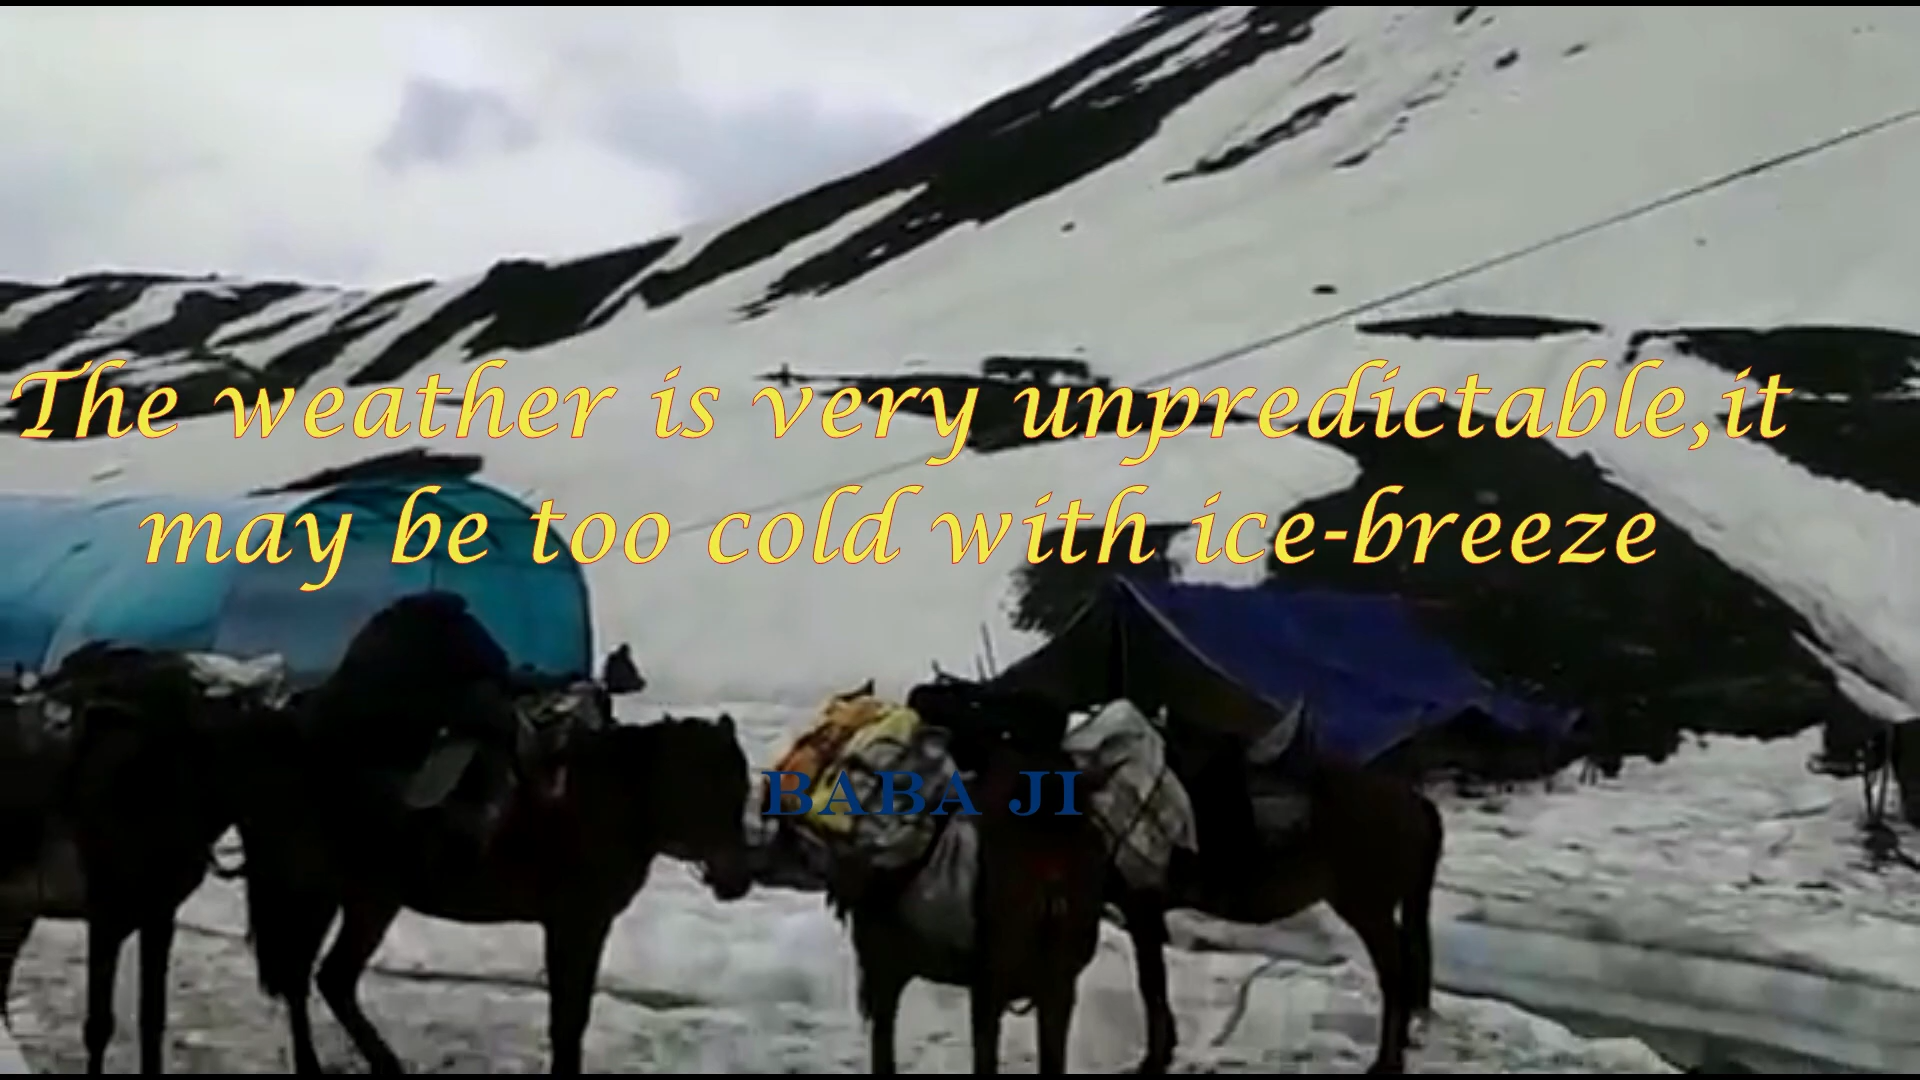 The weather is very unpredictable,it
may be too cold with ice-breeze
BABA JI